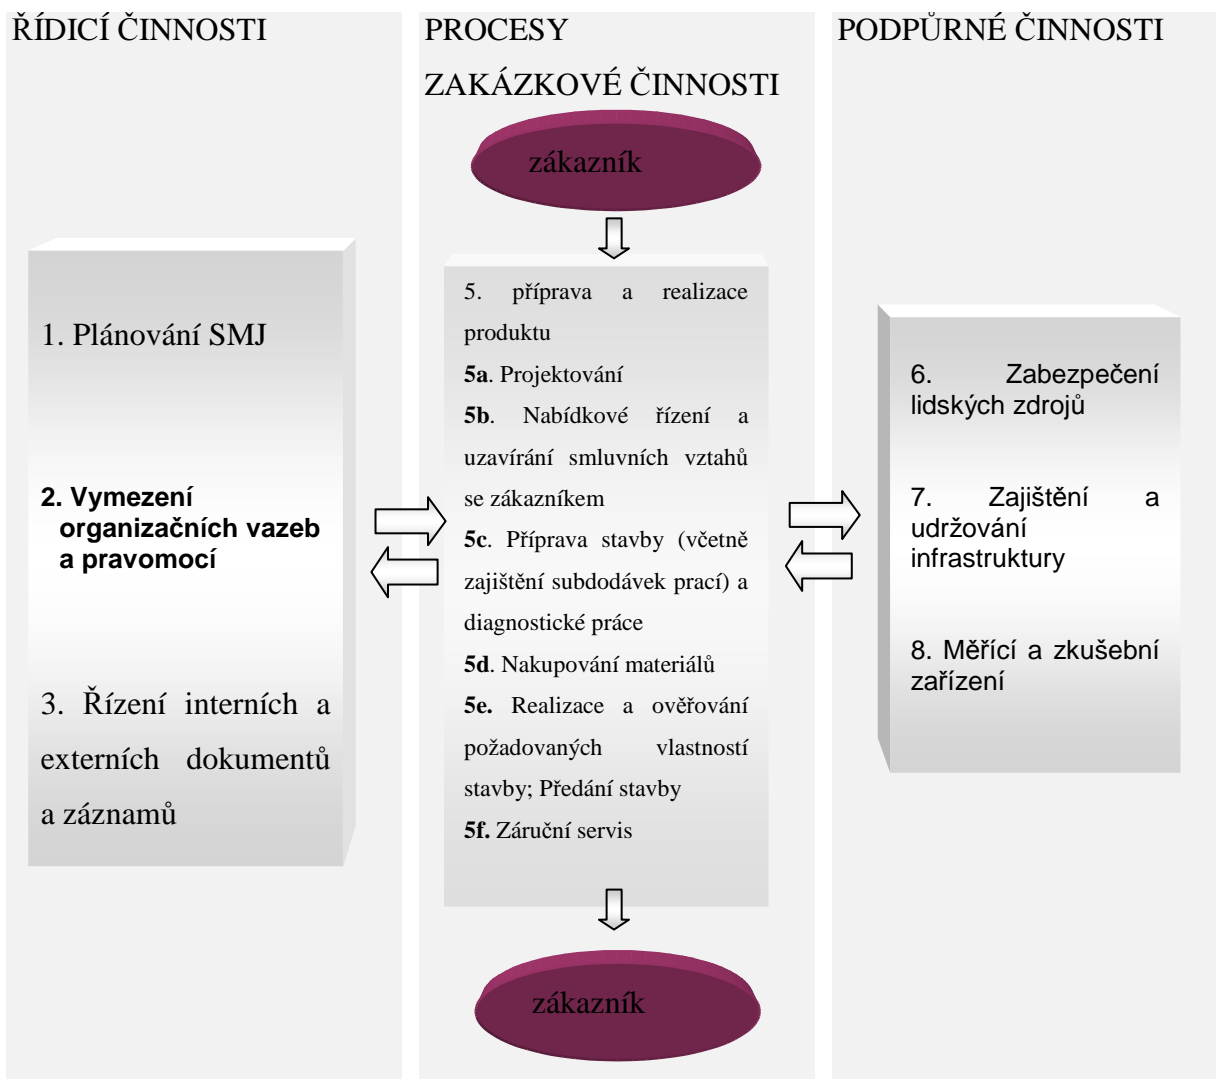 ŘÍDICÍ ČINNOSTI
1. Plánování SMJ
2. Vymezení
organizačních vazeb
a pravomocí
3. Řízení interních a
externích dokumentů
a záznamů
PROCESY
ZAKÁZKOVÉ ČINNOSTI
zákazník
5. příprava a realizace
produktu
5a. Projektování
5b. Nabídkové řízení a
uzavírání smluvních vztahů
se zákazníkem
5c. Příprava stavby (včetně
zajištění subdodávek prací) a
diagnostické práce
5d. Nakupování materiálů
5e. Realizace a ověřování
požadovaných vlastností
stavby; Předání stavby
5f. Záruční servis
zákazník
PODPŮRNÉ ČINNOSTI
6. Zabezpečení
lidských zdrojů
7. Zajištění a
udržování
infrastruktury
8. Měřící a zkušební
zařízení